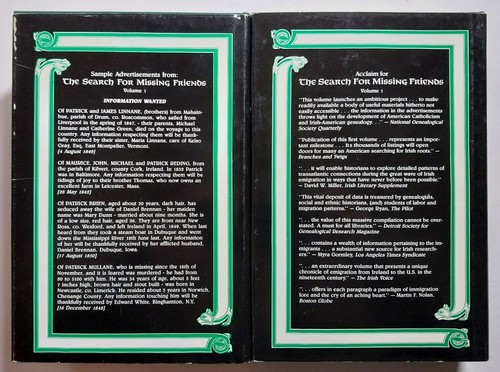 Sample Advertisements from:
The Search For Missing Friends
Volume 1
INFORMATION WANTED
Of PATRICK and JAMES LINNANE, (brothers) from Mahain-
bue, parish of Drum, co. Roscommon, who sailed from
Liverpool in the spring of 1847, - their parents, Michael
Linnane and Catherine Green, died on the voyage to this
country. Any information respecting them will be thank-
fully received by their sister, Maria Linnane, care of Keiso
Gray, Esq. East Montpelier, Vermont.
[4 August 1849]
Of MAURICE, JOHN, MICHAEL and PATRICK REDING, from the
parish of Kilvert, county Cork, Ireland. In 1872 Patrick
was in Baltimore. Any information respecting them will be
tidings of joy to their brother Thomas, who now owns an
excellent farm in Leicester, Mass.
[26 May 1849]
Of PATRICK BRIEN, aged about 30 years, dark hair, has
seduced away the wife of Daniel Brennan - her maiden
name was Mary Dunn - married about nine months. She is
of a low size, red hair, aged 26. They are from near New
Ross, co. Wexford, and left Ireland in April, 1849. When last
heard from they took a steam boat in Dubuque and went
down the Mississippi River 18th June last. Any information
of her will be thankfully received by her afflicted husband,
Daniel Brennan, Dubuque, Iowa.
[17 August 1850]
Of PATRICK MULLANE, who is missing since the 16th of
November, and it is feared was murdered - he had from
80 to $100 with him. He was 34 years of age, about 5 feet
7 inches high, brown hair and stout built - was born in
Newcastle, co. Limerick. He resided about 3 years in Norwich,
Chenango County. Any information touching him will be
thankfully received by Edward White, Binghamton, N.Y.
[16 December 1848]
Acclaim for
The Search For Missing Friends
Volume 1
"This volume launches an ambitious project . . . to make
readily available a body of useful materials hitherto not
easily accessible. . . the information in the advertisements
throws light on the development of American Catholicism
and Irish-American genealogy. . ." — National Genealogical
Society Quarterly
"Publication of this first volume . . . represents an impor-
tant milestone . . . Its thousands of listings will open
doors for many an American searching for Irish roots." —
Branches and Twigs
". . . it will enable historians to explore detailed patterns of
transatlantic connections during the great wave of Irish
emigration in ways that have never before been possible."
— David W. Miller, Irish Literary Supplement
"This vital deposit of data is treasured by genealogists,
social and ethnic historians, (and) students of labor and
migration patterns." — George Ryan, The Pilot
". . . the value of this massive compilation cannot be over-
stated. A must for all libraries." — Detroit Society for
Genealogical Research Magazine
". . . contains a wealth of information pertaining to the im-
migrants . . . a substantial new source for Irish research-
ers." — Myra Gormley, Los Angeles Times Syndicate
". . . an extraordinary volume that presents a unique
chronicle of emigration from Ireland to the U.S. in the
nineteenth century." — The Irish Voice
". . . offers in each paragraph a paradigm of immigration
lore and the cry of an aching heart." — Martin F. Nolan,
Boston Globe